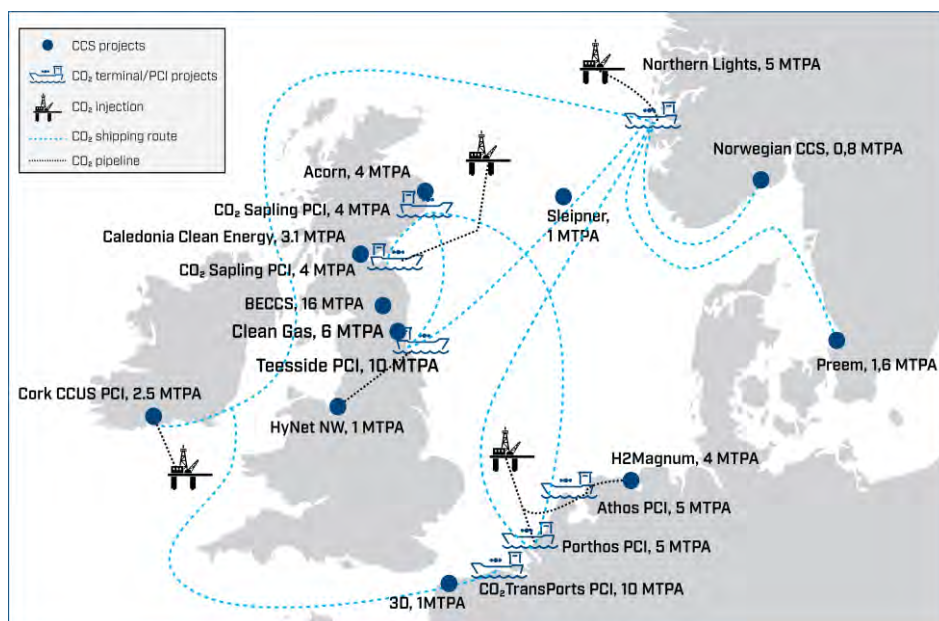 CCS projects
CO₂ terminal/PCI projects
CO₂ injection
CO₂ shipping route
CO₂ pipeline
Northern Lights, 5 MTPA
Norwegian CCS, 0,8 MTPA
Acorn, 4 MTPA
CO₂ Sapling PCI, 4 MTPA
Sleipner,
1 MTPA
Caledonia Clean Energy, 3.1 MTPA
CO₂ Sapling PCI, 4 MTPA
BECCS, 16 MTPA
Clean Gas, 6 MTPA
Teesside PCI, 10 MTPA
Preem, 1,6 MTPA
Cork CCUS PCI, 2.5 MTPA
HyNet NW, 1 MTPA
H2Magnum, 4 MTPA
Athos PCI, 5 MTPA
Porthos PCI, 5 MTPA
CO₂TransPorts PCI, 10 MTPA
3D, 1MTPA